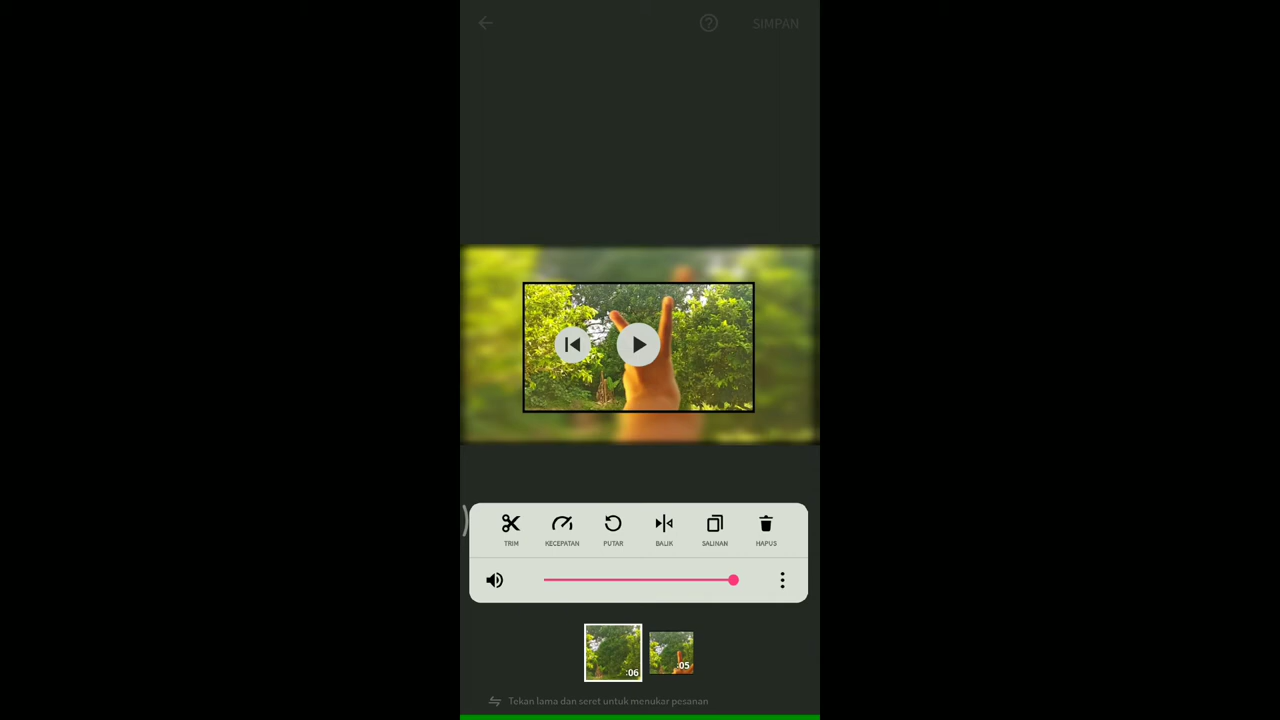 SIMPAN
TRIM
KECEPATAN
PUTAR
BALIK
SALINAN
HAPUS
:06
:05
Tekan lama dan seret untuk menukar pesanan